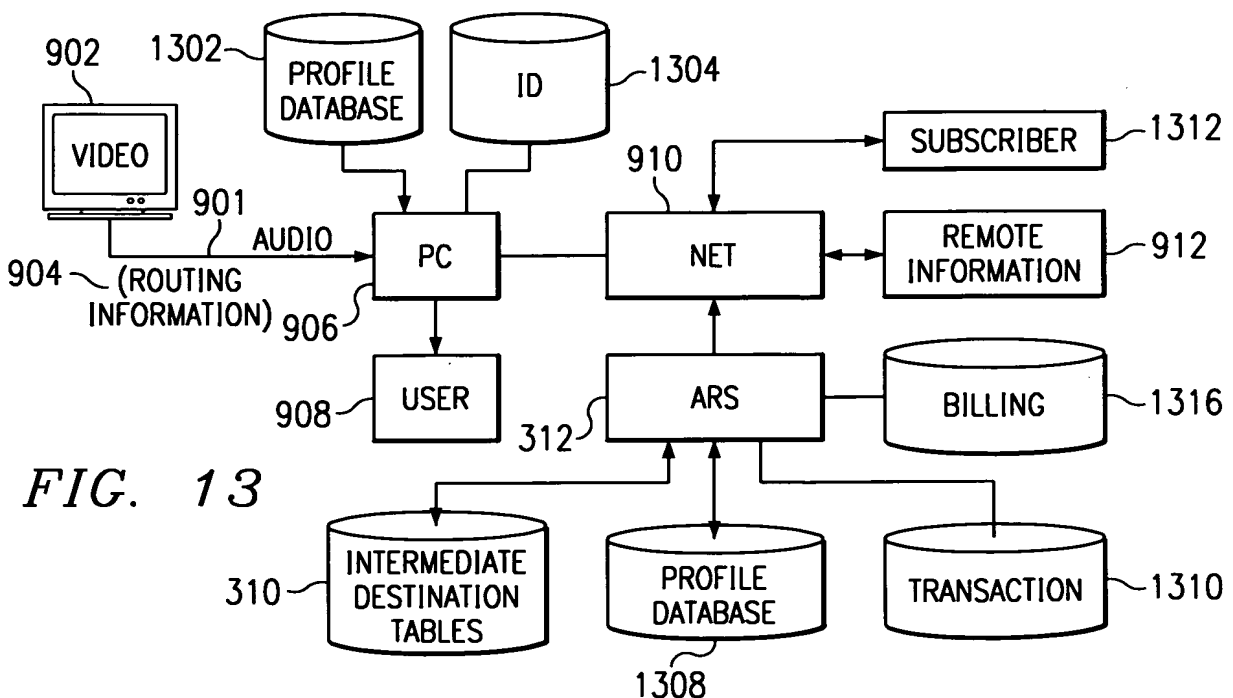 902
1302
PROFILE
DATABASE
ID
1304
VIDEO
901
AUDIO
904
(ROUTING
INFORMATION)
PC
906
910
NET
SUBSCRIBER
1312
REMOTE
INFORMATION
912
USER
908
ARS
312
BILLING
1316
FIG. 13
INTERMEDIATE
DESTINATION
TABLES
310
PROFILE
DATABASE
1308
TRANSACTION
1310